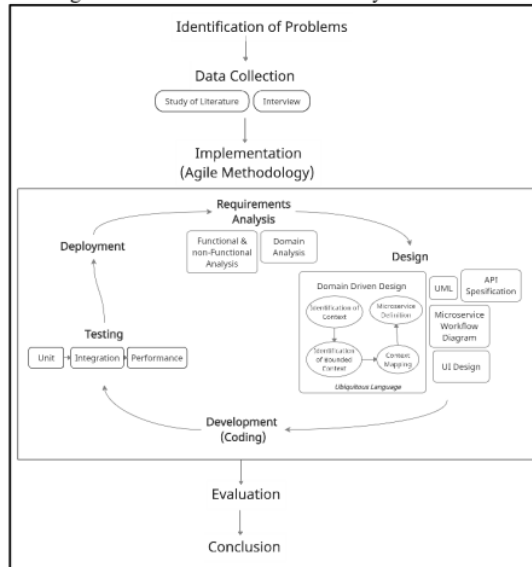 Identification of Problems
Data Collection
Study of Literature
Interview
Implementation
(Agile Methodology)
Requirements
Analysis
Functional &
non-Functional
Analysis
Domain
Analysis
Deployment
Design
Domain Driven Design
Identification of
Context
Microservice
Definition
Identification
of Bounded
Context
Context
Mapping
Ubiquitous Language
UML
API
Spesification
Microservice
Workflow
Diagram
UI Design
Testing
Unit
Integration
Performance
Development
(Coding)
Evaluation
Conclusion